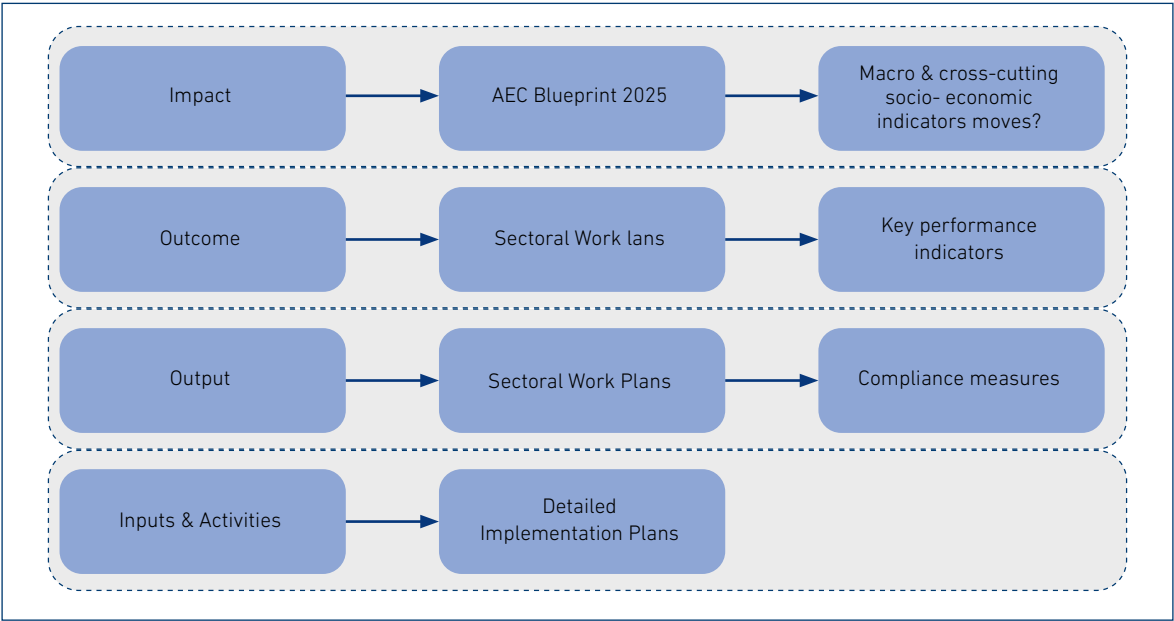 Impact
AEC Blueprint 2025
Macro & cross-cutting
socio- economic
indicators moves?
Outcome
Sectoral Work lans
Key performance
indicators
Output
Sectoral Work Plans
Compliance measures
Inputs & Activities
Detailed
Implementation Plans